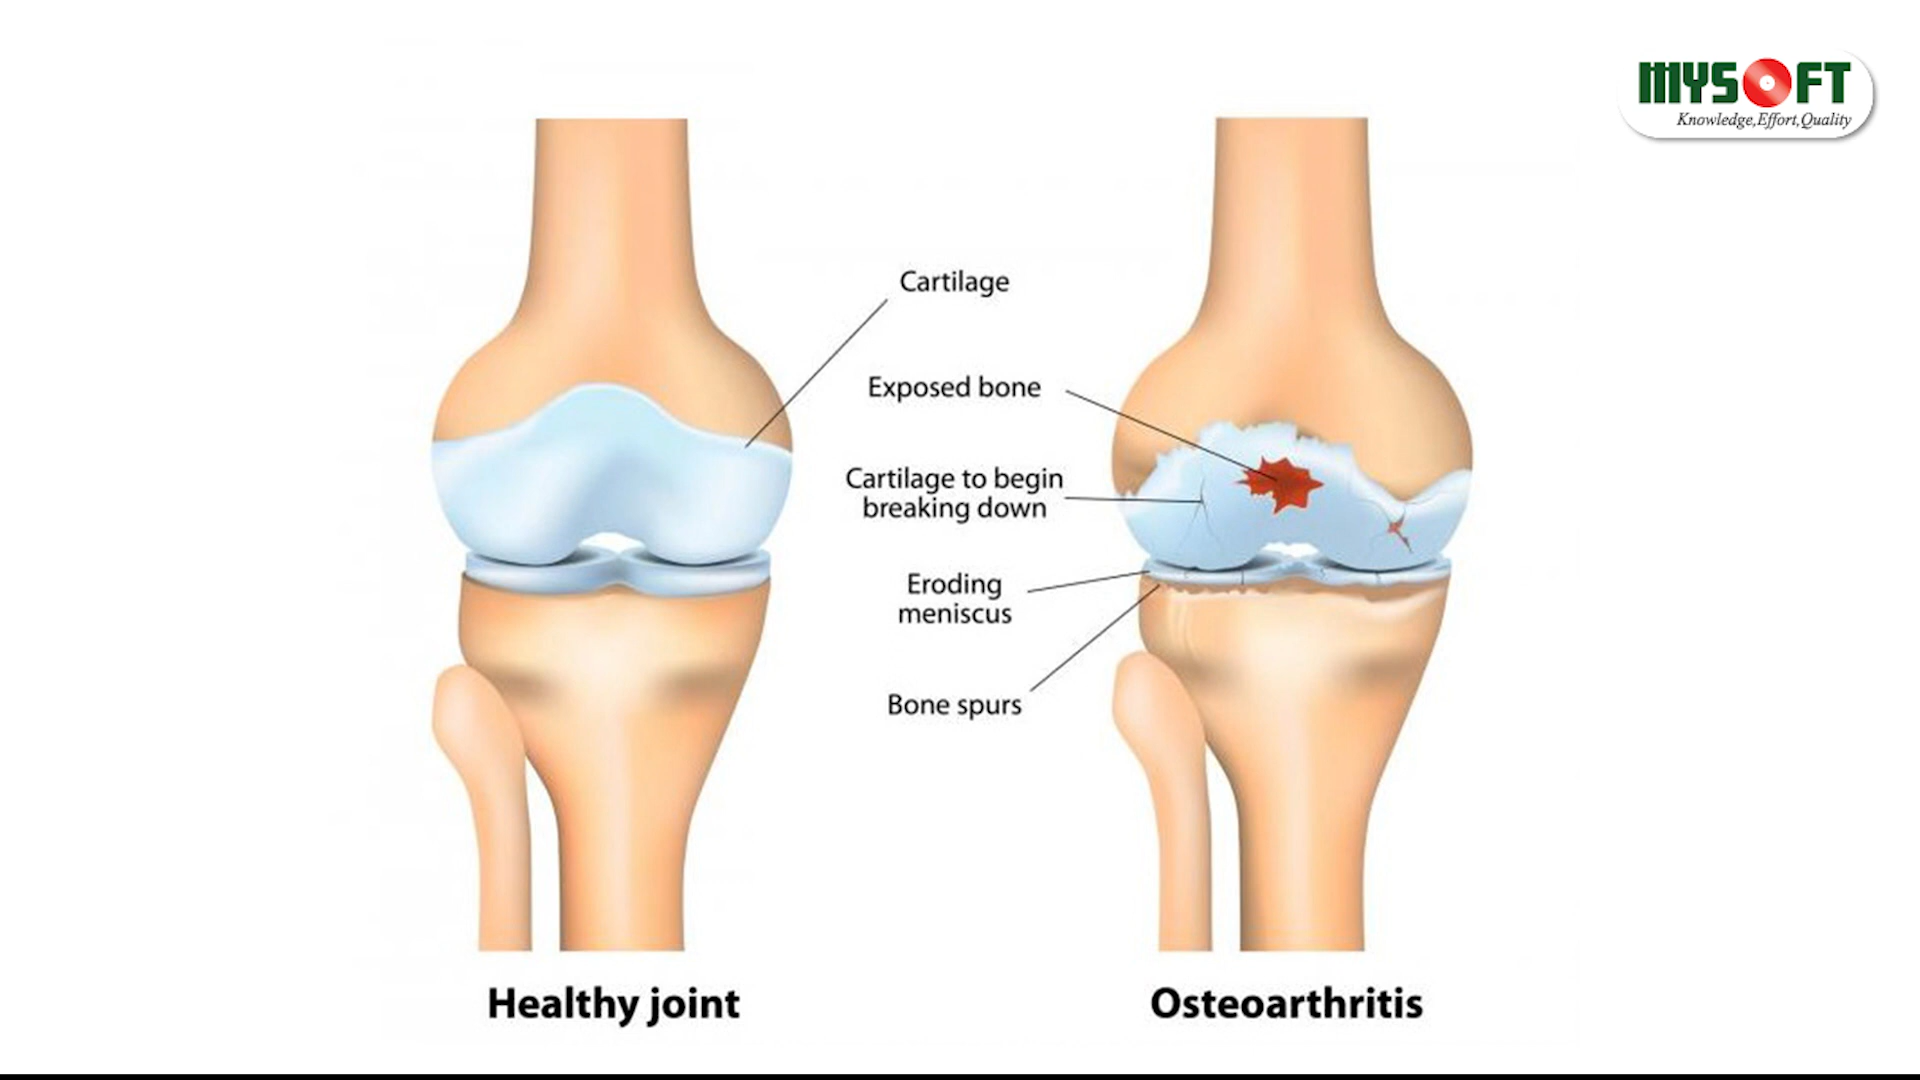 MYSOFT
Knowledge,Effort,Quality
Cartilage
Exposed bone
Cartilage to begin
breaking down
Eroding
meniscus
Bone spurs
Healthy joint
Osteoarthritis